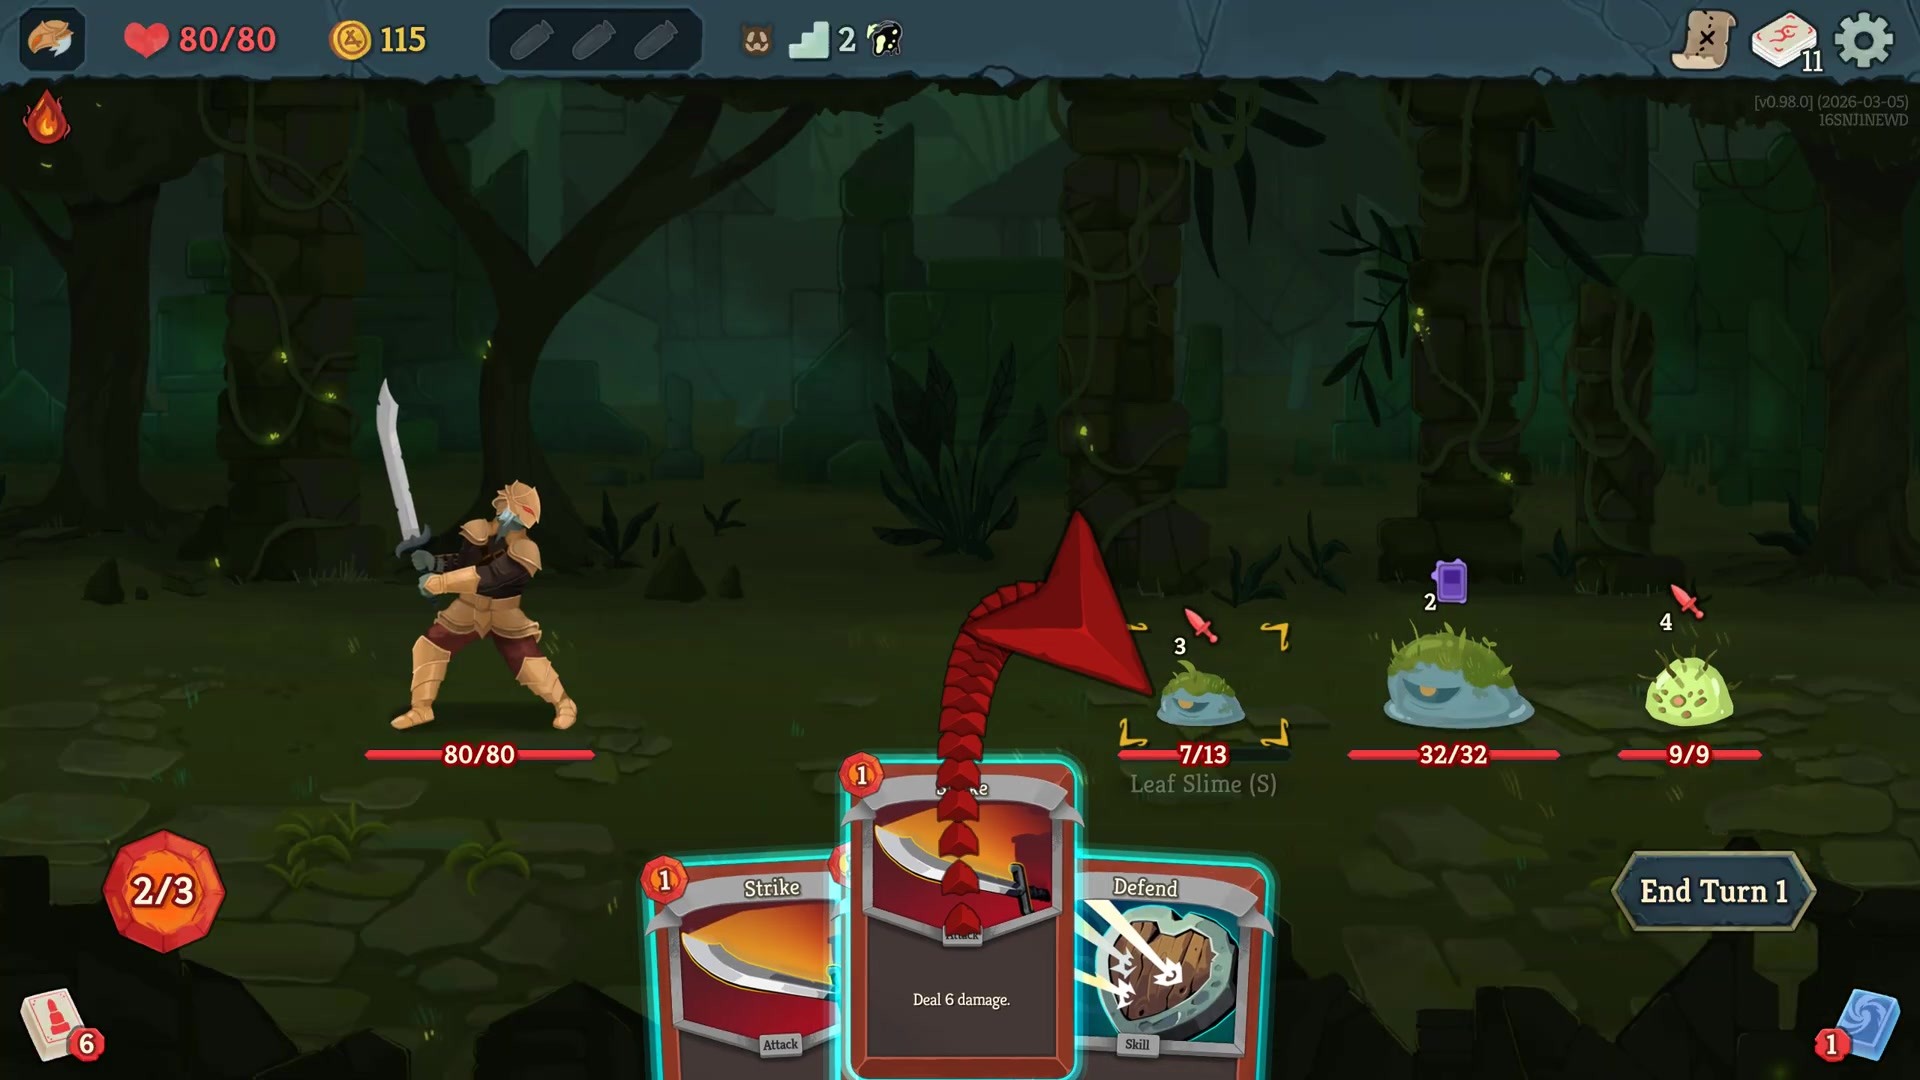 80/80
115
2
11
[v0.98.0] (2026-03-05)
16SNJ1NEWD
3
2
4
80/80
7/13
32/32
9/9
Leaf Slime (S)
2/3
1
Strike
Attack
1
Deal 6 damage.
Defend
Skill
End Turn 1
6
1